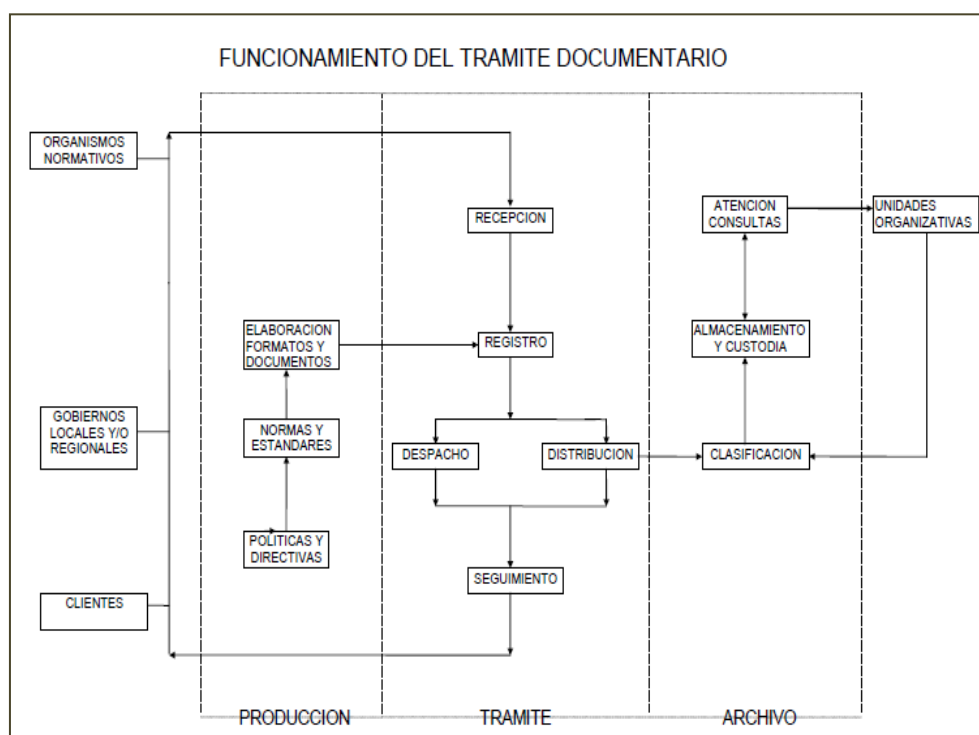 FUNCIONAMIENTO DEL TRAMITE DOCUMENTARIO
ORGANISMOS
NORMATIVOS
GOBIERNOS
LOCALES Y/O
REGIONALES
CLIENTES
ELABORACION
FORMATOS Y
DOCUMENTOS
NORMAS Y
ESTANDARES
POLITICAS Y
DIRECTIVAS
PRODUCCION
RECEPCION
REGISTRO
DESPACHO
DISTRIBUCION
SEGUIMIENTO
TRAMITE
ATENCION
CONSULTAS
ALMACENAMIENTO
Y CUSTODIA
CLASIFICACION
ARCHIVO
UNIDADES
ORGANIZATIVAS